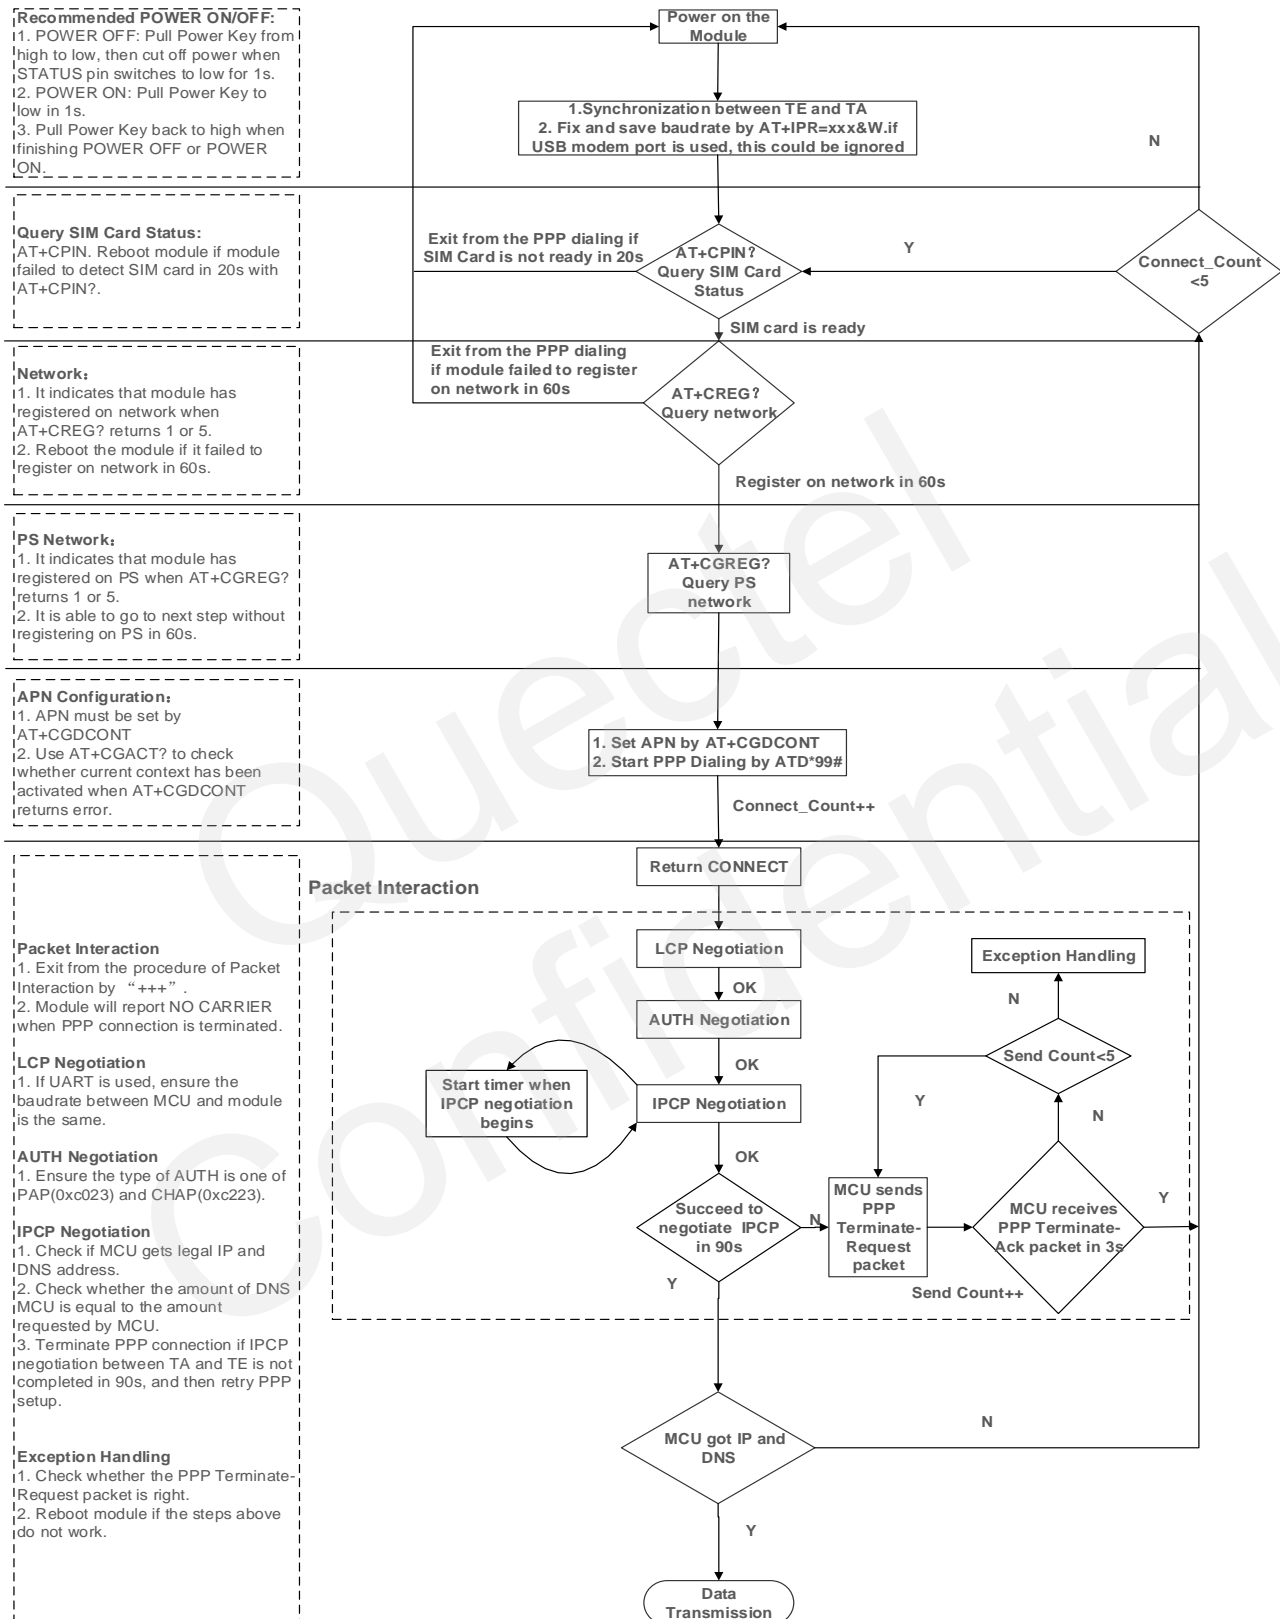 Recommended POWER ON/OFF:
1. POWER OFF: Pull Power Key from
high to low, then cut off power when
STATUS pin switches to low for 1s.
2. POWER ON: Pull Power Key to
low in 1s.
3. Pull Power Key back to high when
finishing POWER OFF or POWER
ON.
Power on the
Module
1.Synchronization between TE and TA
2. Fix and save baudrate by AT+IPR=xxx&W.if
USB modem port is used, this could be ignored
N
Query SIM Card Status:
AT+CPIN. Reboot module if module
failed to detect SIM card in 20s with
AT+CPIN?.
Exit from the PPP dialing if
SIM Card is not ready in 20s
AT+CPIN?
Query SIM Card
Status
Y
Connect_Count
<5
SIM card is ready
Network:
1. It indicates that module has
registered on network when
AT+CREG? returns 1 or 5.
2. Reboot the module if it failed to
register on network in 60s.
Exit from the PPP dialing
if module failed to register
on network in 60s
AT+CREG?
Query network
Register on network in 60s
PS Network:
1. It indicates that module has
registered on PS when AT+CGREG?
returns 1 or 5.
2. It is able to go to next step without
registering on PS in 60s.
AT+CGREG?
Query PS
network
APN Configuration:
1. APN must be set by
AT+CGDCONT
2. Use AT+CGACT? to check
whether current context has been
activated when AT+CGDCONT
returns error.
1. Set APN by AT+CGDCONT
2. Start PPP Dialing by ATD*99#
Connect_Count++
Return CONNECT
Packet Interaction
Packet Interaction
1. Exit from the procedure of Packet
Interaction by “+++”.
2. Module will report NO CARRIER
when PPP connection is terminated.
LCP Negotiation
1. If UART is used, ensure the
baudrate between MCU and module
is the same.
AUTH Negotiation
1. Ensure the type of AUTH is one of
PAP(0xc023) and CHAP(0xc223).
IPCP Negotiation
1. Check if MCU gets legal IP and
DNS address.
2. Check whether the amount of DNS
MCU is equal to the amount
requested by MCU.
3. Terminate PPP connection if IPCP
negotiation between TA and TE is not
completed in 90s, and then retry PPP
setup.
Exception Handling
1. Check whether the PPP Terminate-
Request packet is right.
2. Reboot module if the steps above
do not work.
LCP Negotiation
OK
AUTH Negotiation
OK
Start timer when
IPCP negotiation
begins
IPCP Negotiation
OK
Succeed to
negotiate IPCP
in 90s
N
Y
MCU sends
PPP
Terminate-
Request
packet
Send Count++
MCU receives
PPP Terminate-
Ack packet in 3s
Y
N
Send Count<5
Y
N
Exception Handling
MCU got IP and
DNS
N
Y
Data
Transmission
Quectel
Confidential